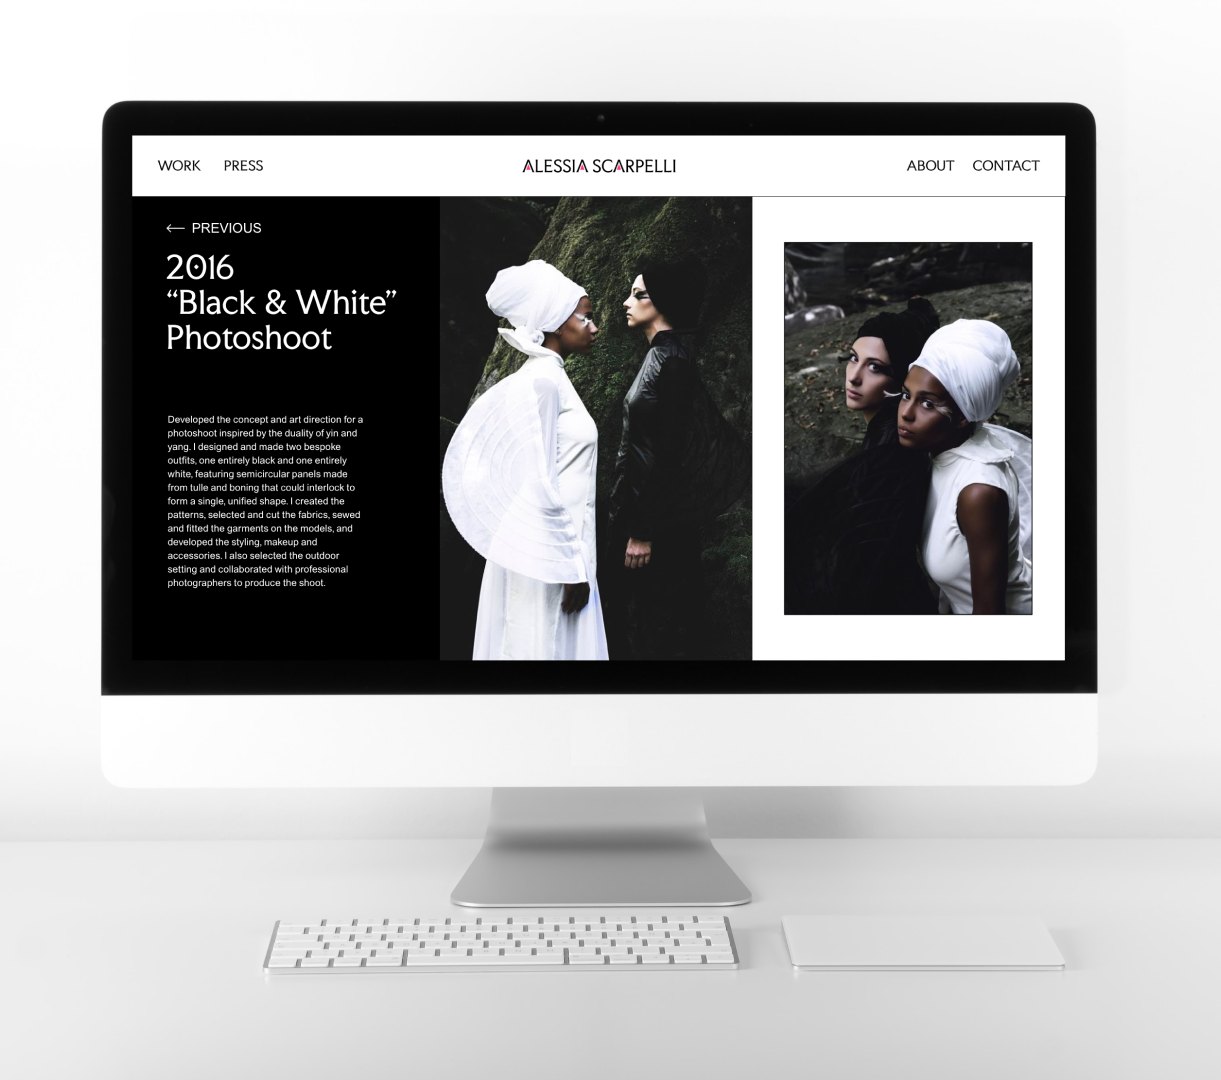 WORK PRESS ALESSIA SCARPELLI ABOUT CONTACT
← PREVIOUS
2016
“Black & White”
Photoshoot
Developed the concept and art direction for a
photoshoot inspired by the duality of yin and
yang. I designed and made two bespoke
outfits, one entirely black and one entirely
white, featuring semicircular panels made
from tulle and boning that could interlock to
form a single, unified shape. I created the
patterns, selected and cut the fabrics, sewed
and fitted the garments on the models, and
developed the styling, makeup and
accessories. I also selected the outdoor
setting and collaborated with professional
photographers to produce the shoot.